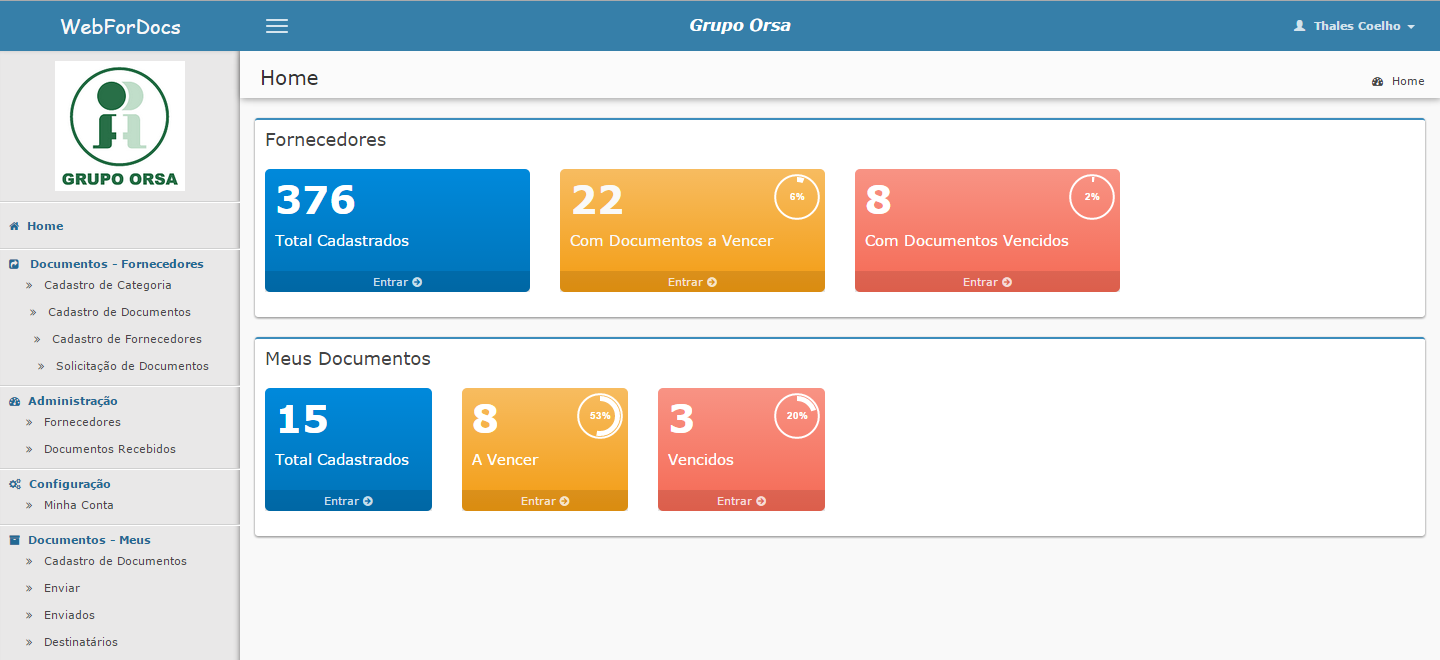 WebForDocs
Grupo Orsa
Thales Coelho
GRUPO ORSA
Home
Documentos - Fornecedores
» Cadastro de Categoria
» Cadastro de Documentos
» Cadastro de Fornecedores
» Solicitação de Documentos
Administração
» Fornecedores
» Documentos Recebidos
Configuração
» Minha Conta
Documentos - Meus
» Cadastro de Documentos
» Enviar
» Enviados
» Destinatários
Home
Home
Fornecedores
376
Total Cadastrados
Entrar
22
6%
Com Documentos a Vencer
Entrar
8
2%
Com Documentos Vencidos
Entrar
Meus Documentos
15
Total Cadastrados
Entrar
8
53%
A Vencer
Entrar
3
20%
Vencidos
Entrar